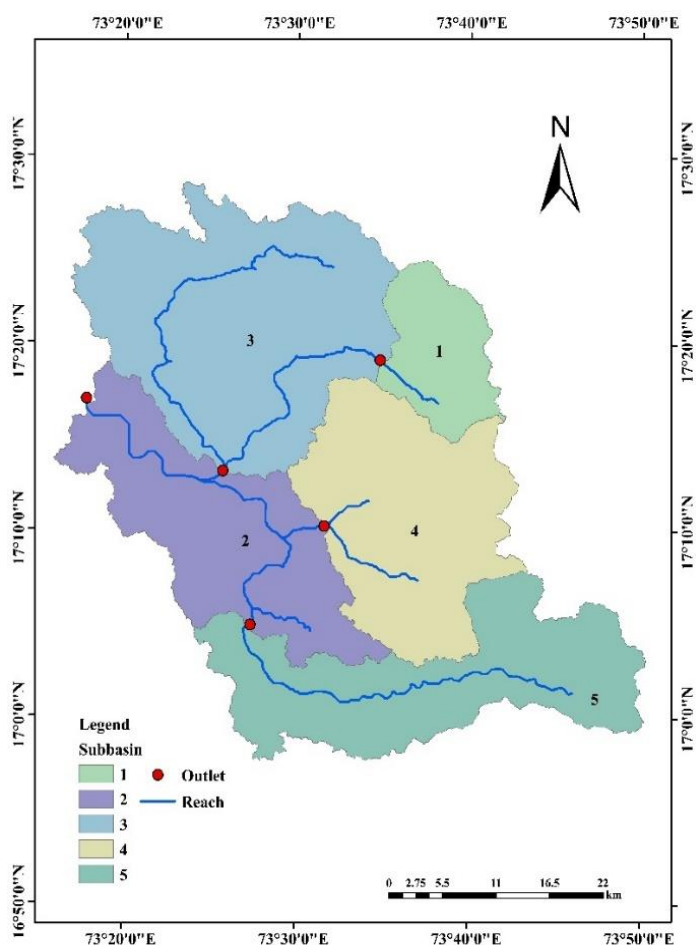 73°20'0"E 73°30'0"E 73°40'0"E 73°50'0"E
N
17°30'0"N 17°30'0"N
3
1
17°20'0"N 17°20'0"N
17°10'0"N 17°10'0"N
2
4
17°0'0"N 17°0'0"N
5
Legend
Subbasin
1 Outlet
2 Reach
3
4
5
0 2.75 5.5 11 16.5 22
km
16°50'0"N 16°50'0"N
73°20'0"E 73°30'0"E 73°40'0"E 73°50'0"E